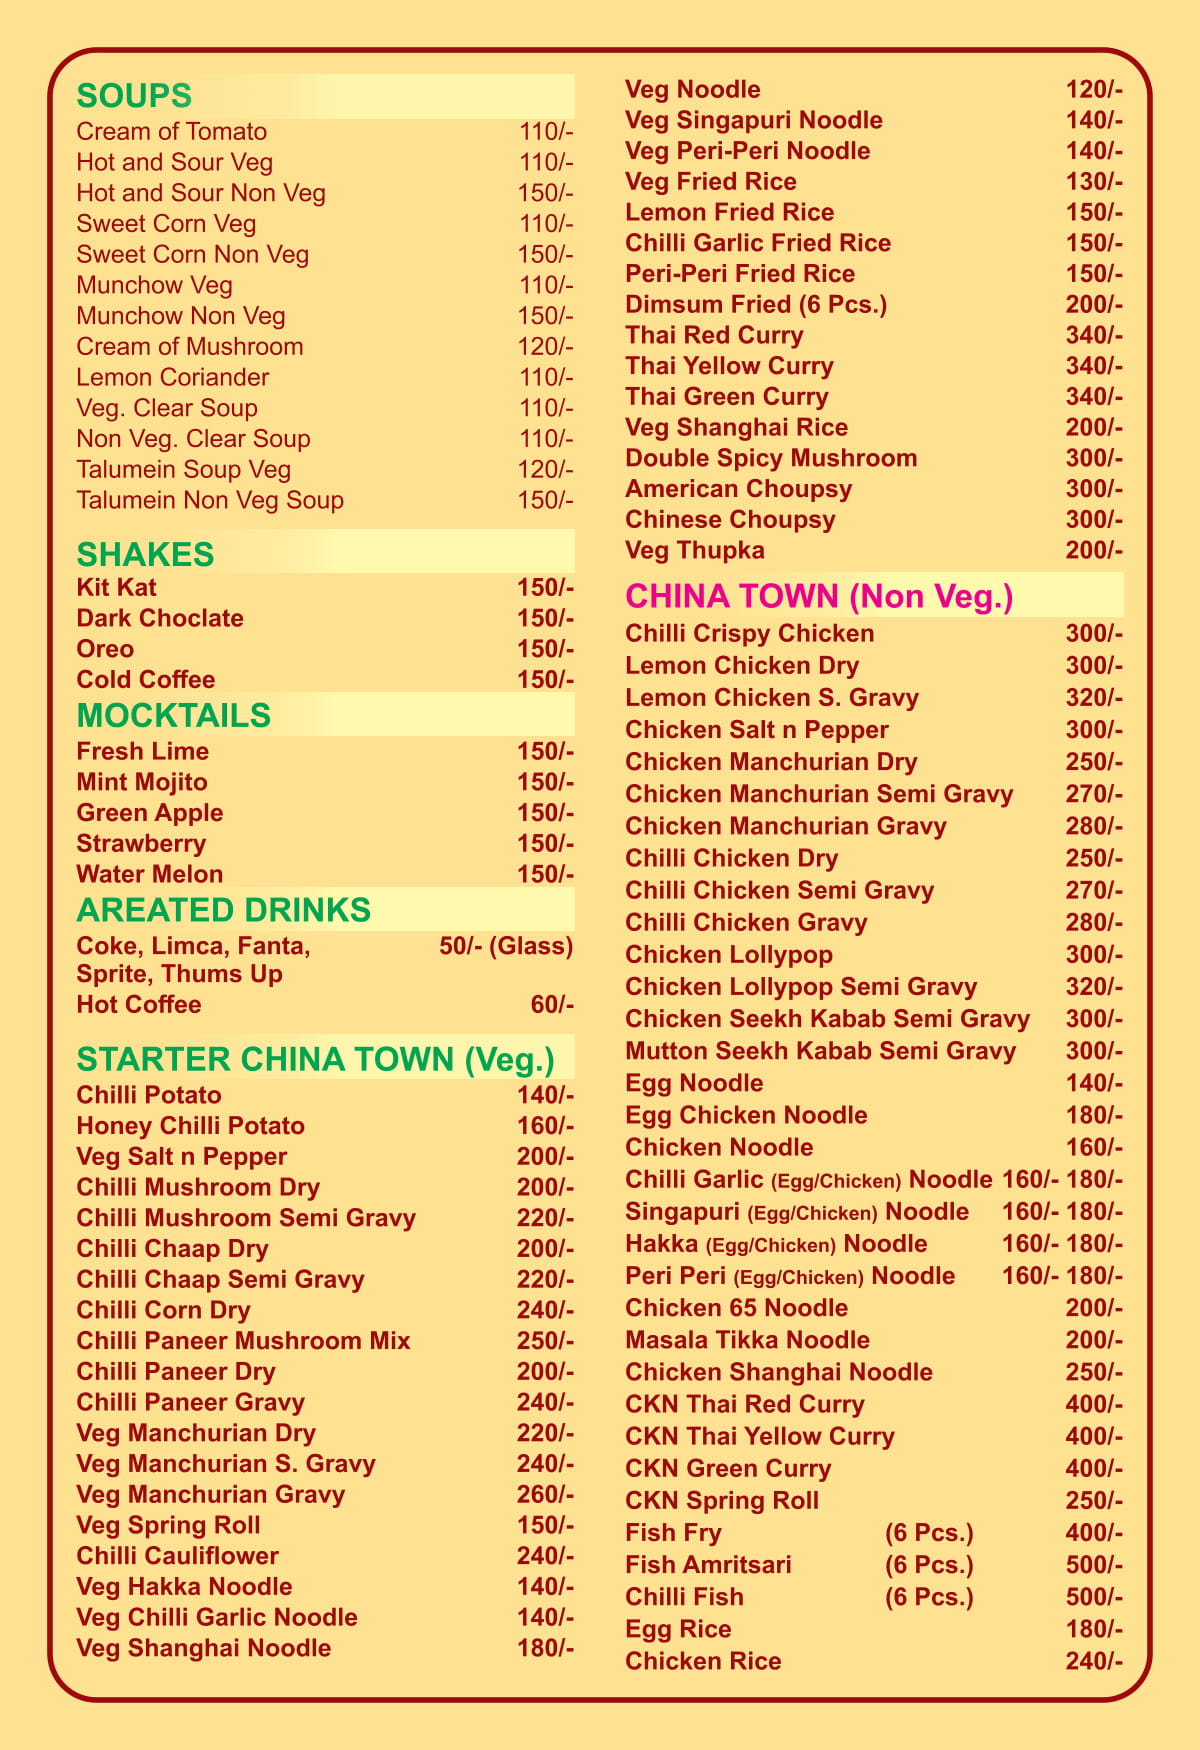 SOUPS
Cream of Tomato 110/-
Hot and Sour Veg 110/-
Hot and Sour Non Veg 150/-
Sweet Corn Veg 110/-
Sweet Corn Non Veg 150/-
Munchow Veg 110/-
Munchow Non Veg 150/-
Cream of Mushroom 120/-
Lemon Coriander 110/-
Veg. Clear Soup 110/-
Non Veg. Clear Soup 110/-
Talumein Soup Veg 120/-
Talumein Non Veg Soup 150/-
SHAKES
Kit Kat 150/-
Dark Choclate 150/-
Oreo 150/-
Cold Coffee 150/-
MOCKTAILS
Fresh Lime 150/-
Mint Mojito 150/-
Green Apple 150/-
Strawberry 150/-
Water Melon 150/-
AREATED DRINKS
Coke, Limca, Fanta, 50/- (Glass)
Sprite, Thums Up
Hot Coffee 60/-
STARTER CHINA TOWN (Veg.)
Chilli Potato 140/-
Honey Chilli Potato 160/-
Veg Salt n Pepper 200/-
Chilli Mushroom Dry 200/-
Chilli Mushroom Semi Gravy 220/-
Chilli Chaap Dry 200/-
Chilli Chaap Semi Gravy 220/-
Chilli Corn Dry 240/-
Chilli Paneer Mushroom Mix 250/-
Chilli Paneer Dry 200/-
Chilli Paneer Gravy 240/-
Veg Manchurian Dry 220/-
Veg Manchurian S. Gravy 240/-
Veg Manchurian Gravy 260/-
Veg Spring Roll 150/-
Chilli Cauliflower 240/-
Veg Hakka Noodle 140/-
Veg Chilli Garlic Noodle 140/-
Veg Shanghai Noodle 180/-
Veg Noodle 120/-
Veg Singapuri Noodle 140/-
Veg Peri-Peri Noodle 140/-
Veg Fried Rice 130/-
Lemon Fried Rice 150/-
Chilli Garlic Fried Rice 150/-
Peri-Peri Fried Rice 150/-
Dimsum Fried (6 Pcs.) 200/-
Thai Red Curry 340/-
Thai Yellow Curry 340/-
Thai Green Curry 340/-
Veg Shanghai Rice 200/-
Double Spicy Mushroom 300/-
American Choupsy 300/-
Chinese Choupsy 300/-
Veg Thupka 200/-
CHINA TOWN (Non Veg.)
Chilli Crispy Chicken 300/-
Lemon Chicken Dry 300/-
Lemon Chicken S. Gravy 320/-
Chicken Salt n Pepper 300/-
Chicken Manchurian Dry 250/-
Chicken Manchurian Semi Gravy 270/-
Chicken Manchurian Gravy 280/-
Chilli Chicken Dry 250/-
Chilli Chicken Semi Gravy 270/-
Chilli Chicken Gravy 280/-
Chicken Lollypop 300/-
Chicken Lollypop Semi Gravy 320/-
Chicken Seekh Kabab Semi Gravy 300/-
Mutton Seekh Kabab Semi Gravy 300/-
Egg Noodle 140/-
Egg Chicken Noodle 180/-
Chicken Noodle 160/-
Chilli Garlic (Egg/Chicken) Noodle 160/- 180/-
Singapuri (Egg/Chicken) Noodle 160/- 180/-
Hakka (Egg/Chicken) Noodle 160/- 180/-
Peri Peri (Egg/Chicken) Noodle 160/- 180/-
Chicken 65 Noodle 200/-
Masala Tikka Noodle 200/-
Chicken Shanghai Noodle 250/-
CKN Thai Red Curry 400/-
CKN Thai Yellow Curry 400/-
CKN Green Curry 400/-
CKN Spring Roll 250/-
Fish Fry (6 Pcs.) 400/-
Fish Amritsari (6 Pcs.) 500/-
Chilli Fish (6 Pcs.) 500/-
Egg Rice 180/-
Chicken Rice 240/-